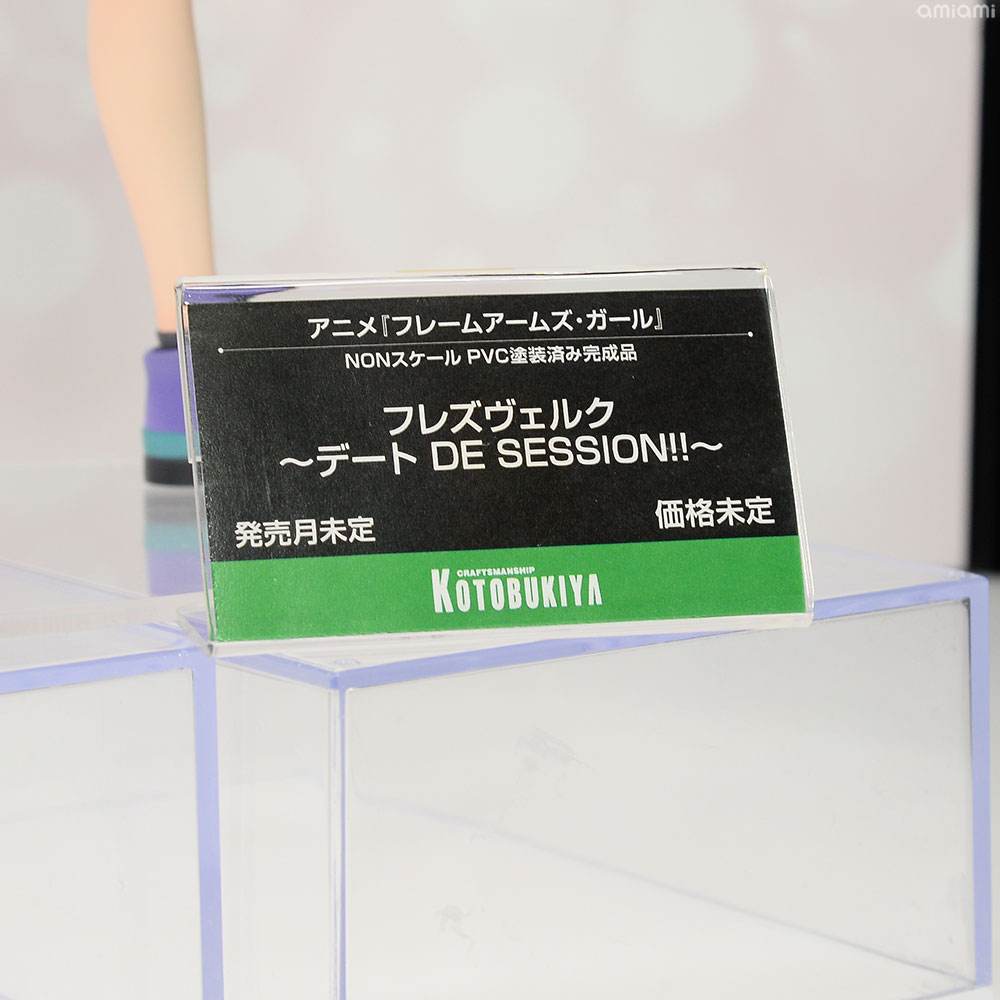 amiami
アニメ『フレームアームズ・ガール』
NONスケール PVC塗装済み完成品
フレズヴェルク
～デート DE SESSION!!～
発売月未定
価格未定
CRAFTSMANSHIP
KOTOBUKIYA